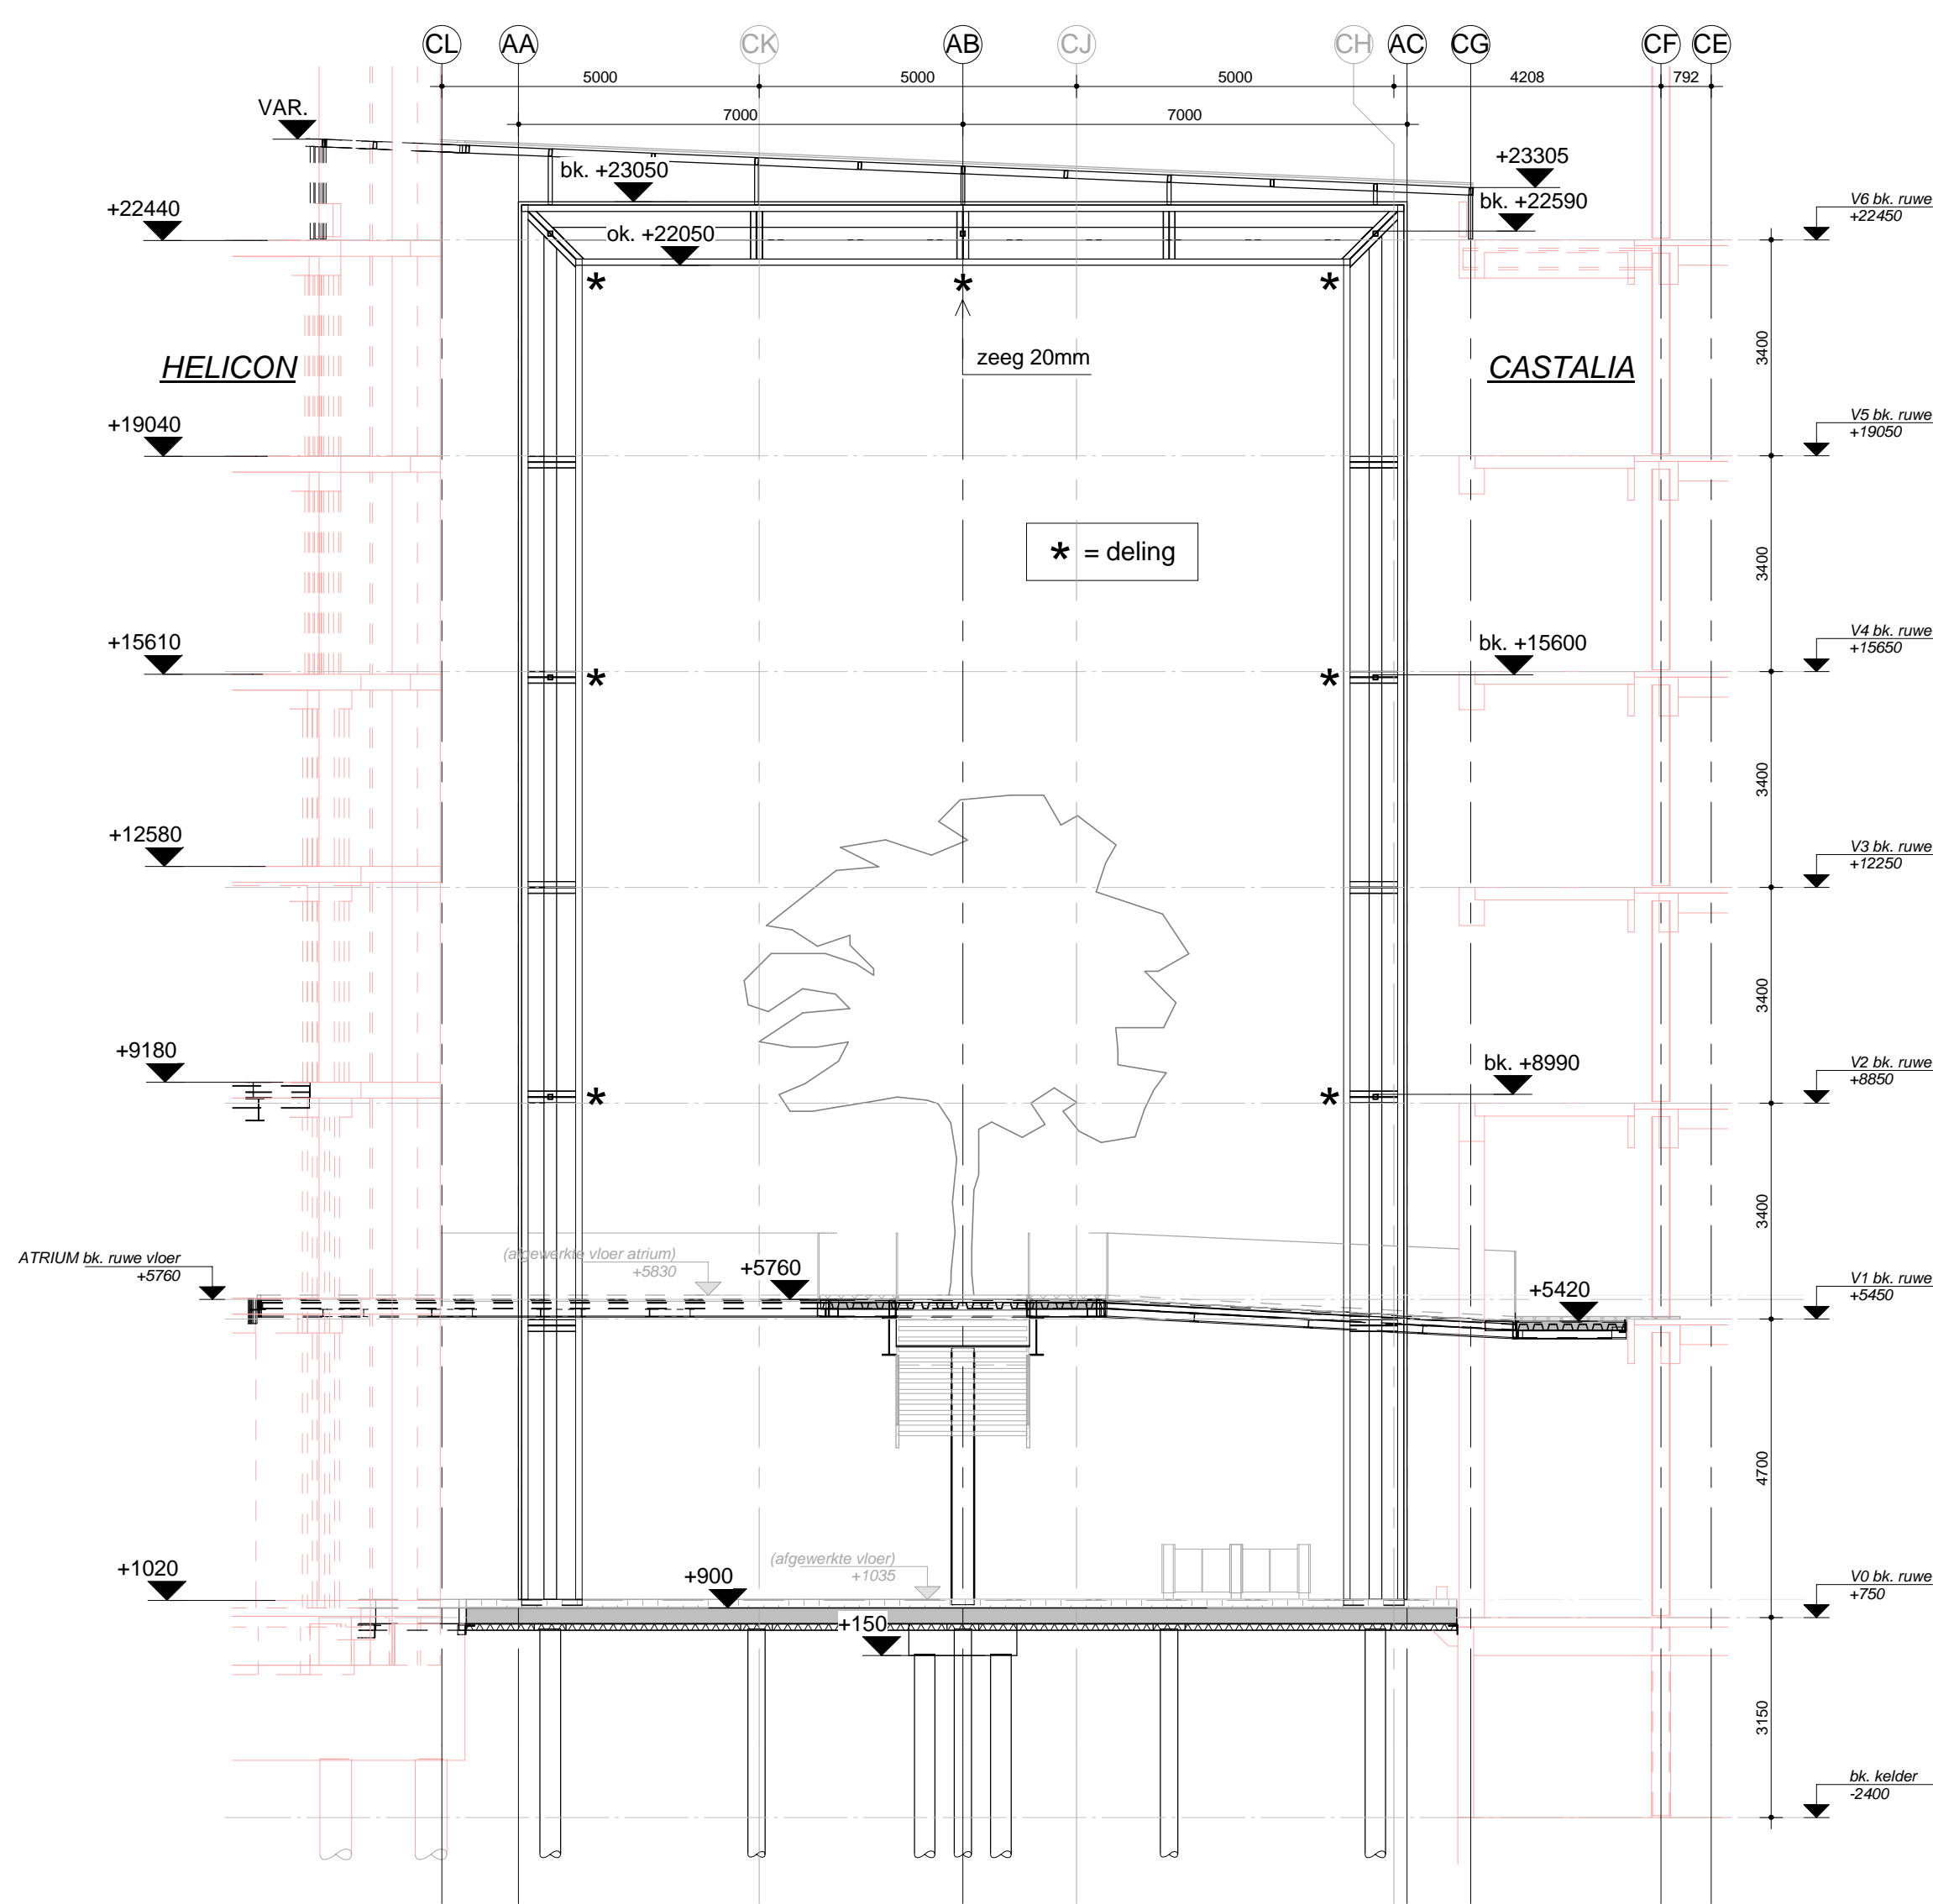 CL AA CK AB CJ CH AC CG CF CE
5000 5000 5000 4208 792
7000 7000
VAR.
bk. +23050
+23305
bk. +22590
+22440
ok. +22050
V6 bk. ruwe
+22450
zeeg 20mm
HELICON
CASTALIA
3400
+19040
V5 bk. ruwe
+19050
* = deling
3400
+15610
bk. +15600
V4 bk. ruwe
+15650
3400
+12580
V3 bk. ruwe
+12250
3400
+9180
bk. +8990
V2 bk. ruwe
+8850
3400
ATRIUM bk. ruwe vloer
+5760
(afgewerkte vloer atrium)
+5830
+5760
+5420
V1 bk. ruwe
+5450
4700
+1020
+900
(afgewerkte vloer)
+1035
V0 bk. ruwe
+750
+150
3150
bk. kelder
-2400